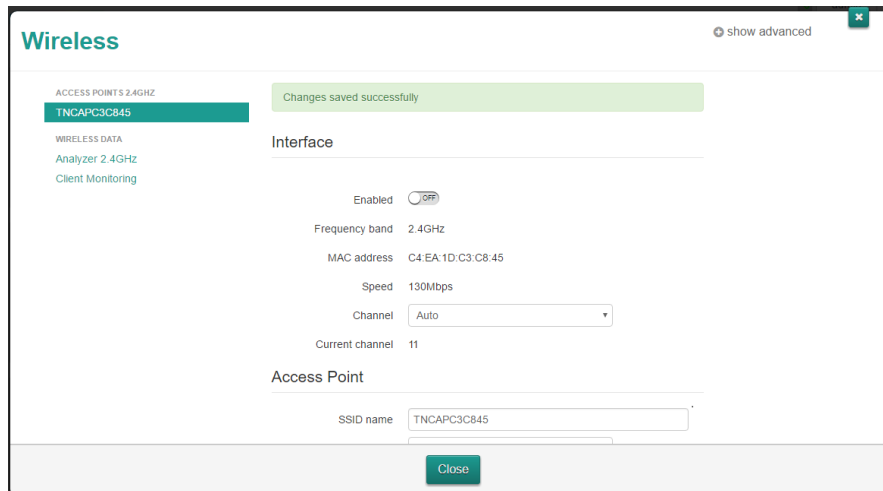 Wireless
show advanced
ACCESS POINTS 2.4GHZ
TNCAPC3C845
WIRELESS DATA
Analyzer 2.4GHz
Client Monitoring
Changes saved successfully
Interface
Enabled OFF
Frequency band 2.4GHz
MAC address C4:EA:1D:C3:C8:45
Speed 130Mbps
Channel Auto
Current channel 11
Access Point
SSID name TNCAPC3C845
Close